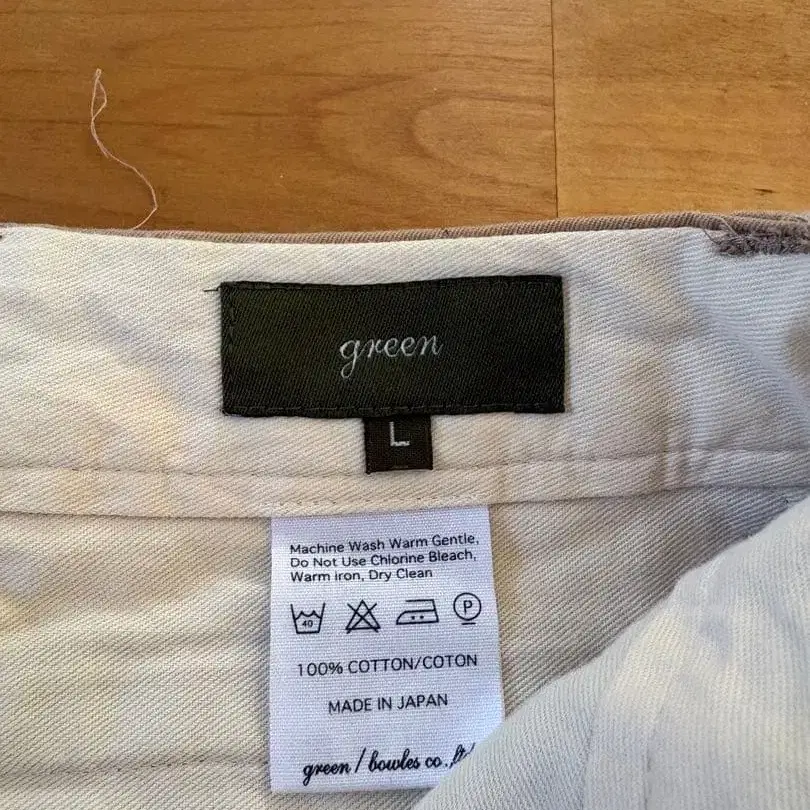 green
L
Machine Wash Warm Gentle,
Do Not Use Chlorine Bleach,
Warm iron, Dry Clean
40
P
100% COTTON/COTON
MADE IN JAPAN
green / bowles co.,ltd